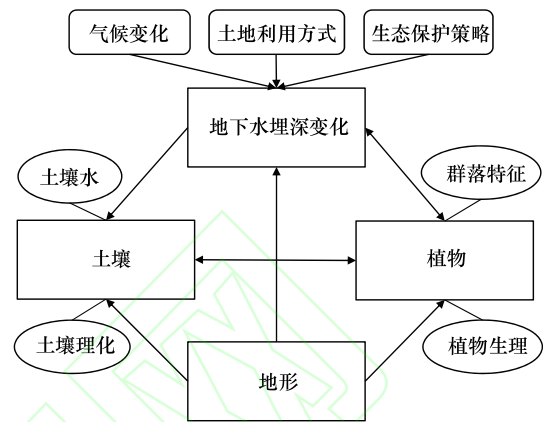 气候变化
土地利用方式
生态保护策略
地下水埋深变化
土壤水
群落特征
土壤
植物
土壤理化
植物生理
地形